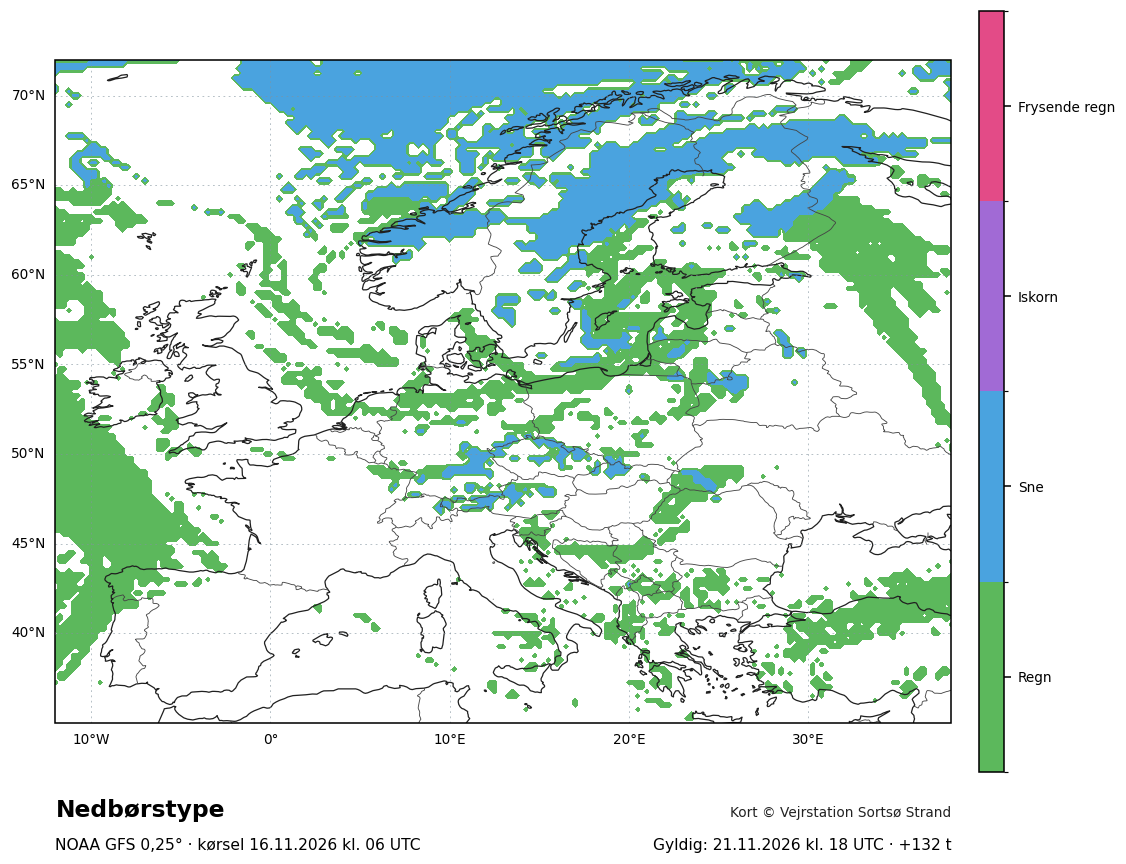 70°N
65°N
60°N
55°N
50°N
45°N
40°N
10°W
0°
10°E
20°E
30°E
Frysende regn
Iskorn
Sne
Regn
Nedbørstype
Kort © Vejrstation Sortsø Strand
NOAA GFS 0,25° · kørsel 16.11.2026 kl. 06 UTC
Gyldig: 21.11.2026 kl. 18 UTC · +132 t